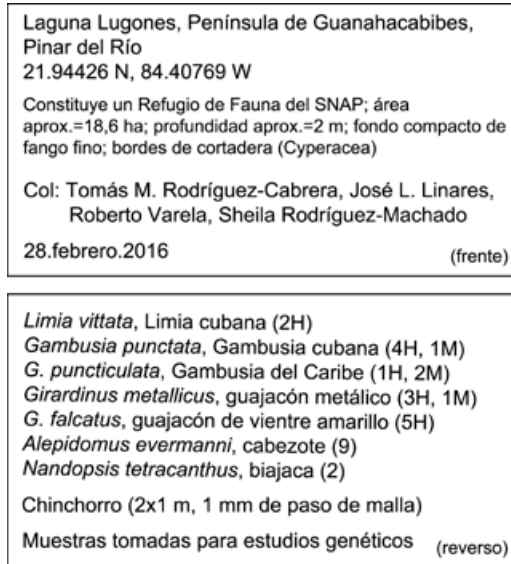 Laguna Lugones, Península de Guanahacabibes,
Pinar del Río
21.94426 N, 84.40769 W
Constituye un Refugio de Fauna del SNAP; área
aprox.=18,6 ha; profundidad aprox.=2 m; fondo compacto de
fango fino; bordes de cortadera (Cyperacea)
Col: Tomás M. Rodríguez-Cabrera, José L. Linares,
Roberto Varela, Sheila Rodríguez-Machado
28.febrero.2016 (frente)
Limia vittata, Limia cubana (2H)
Gambusia punctata, Gambusia cubana (4H, 1M)
G. puncticulata, Gambusia del Caribe (1H, 2M)
Girardinus metallicus, guajacón metálico (3H, 1M)
G. falcatus, guajacón de vientre amarillo (5H)
Alepidomus evermanni, cabezote (9)
Nandopsis tetracanthus, biajaca (2)
Chinchorro (2x1 m, 1 mm de paso de malla)
Muestras tomadas para estudios genéticos (reverso)